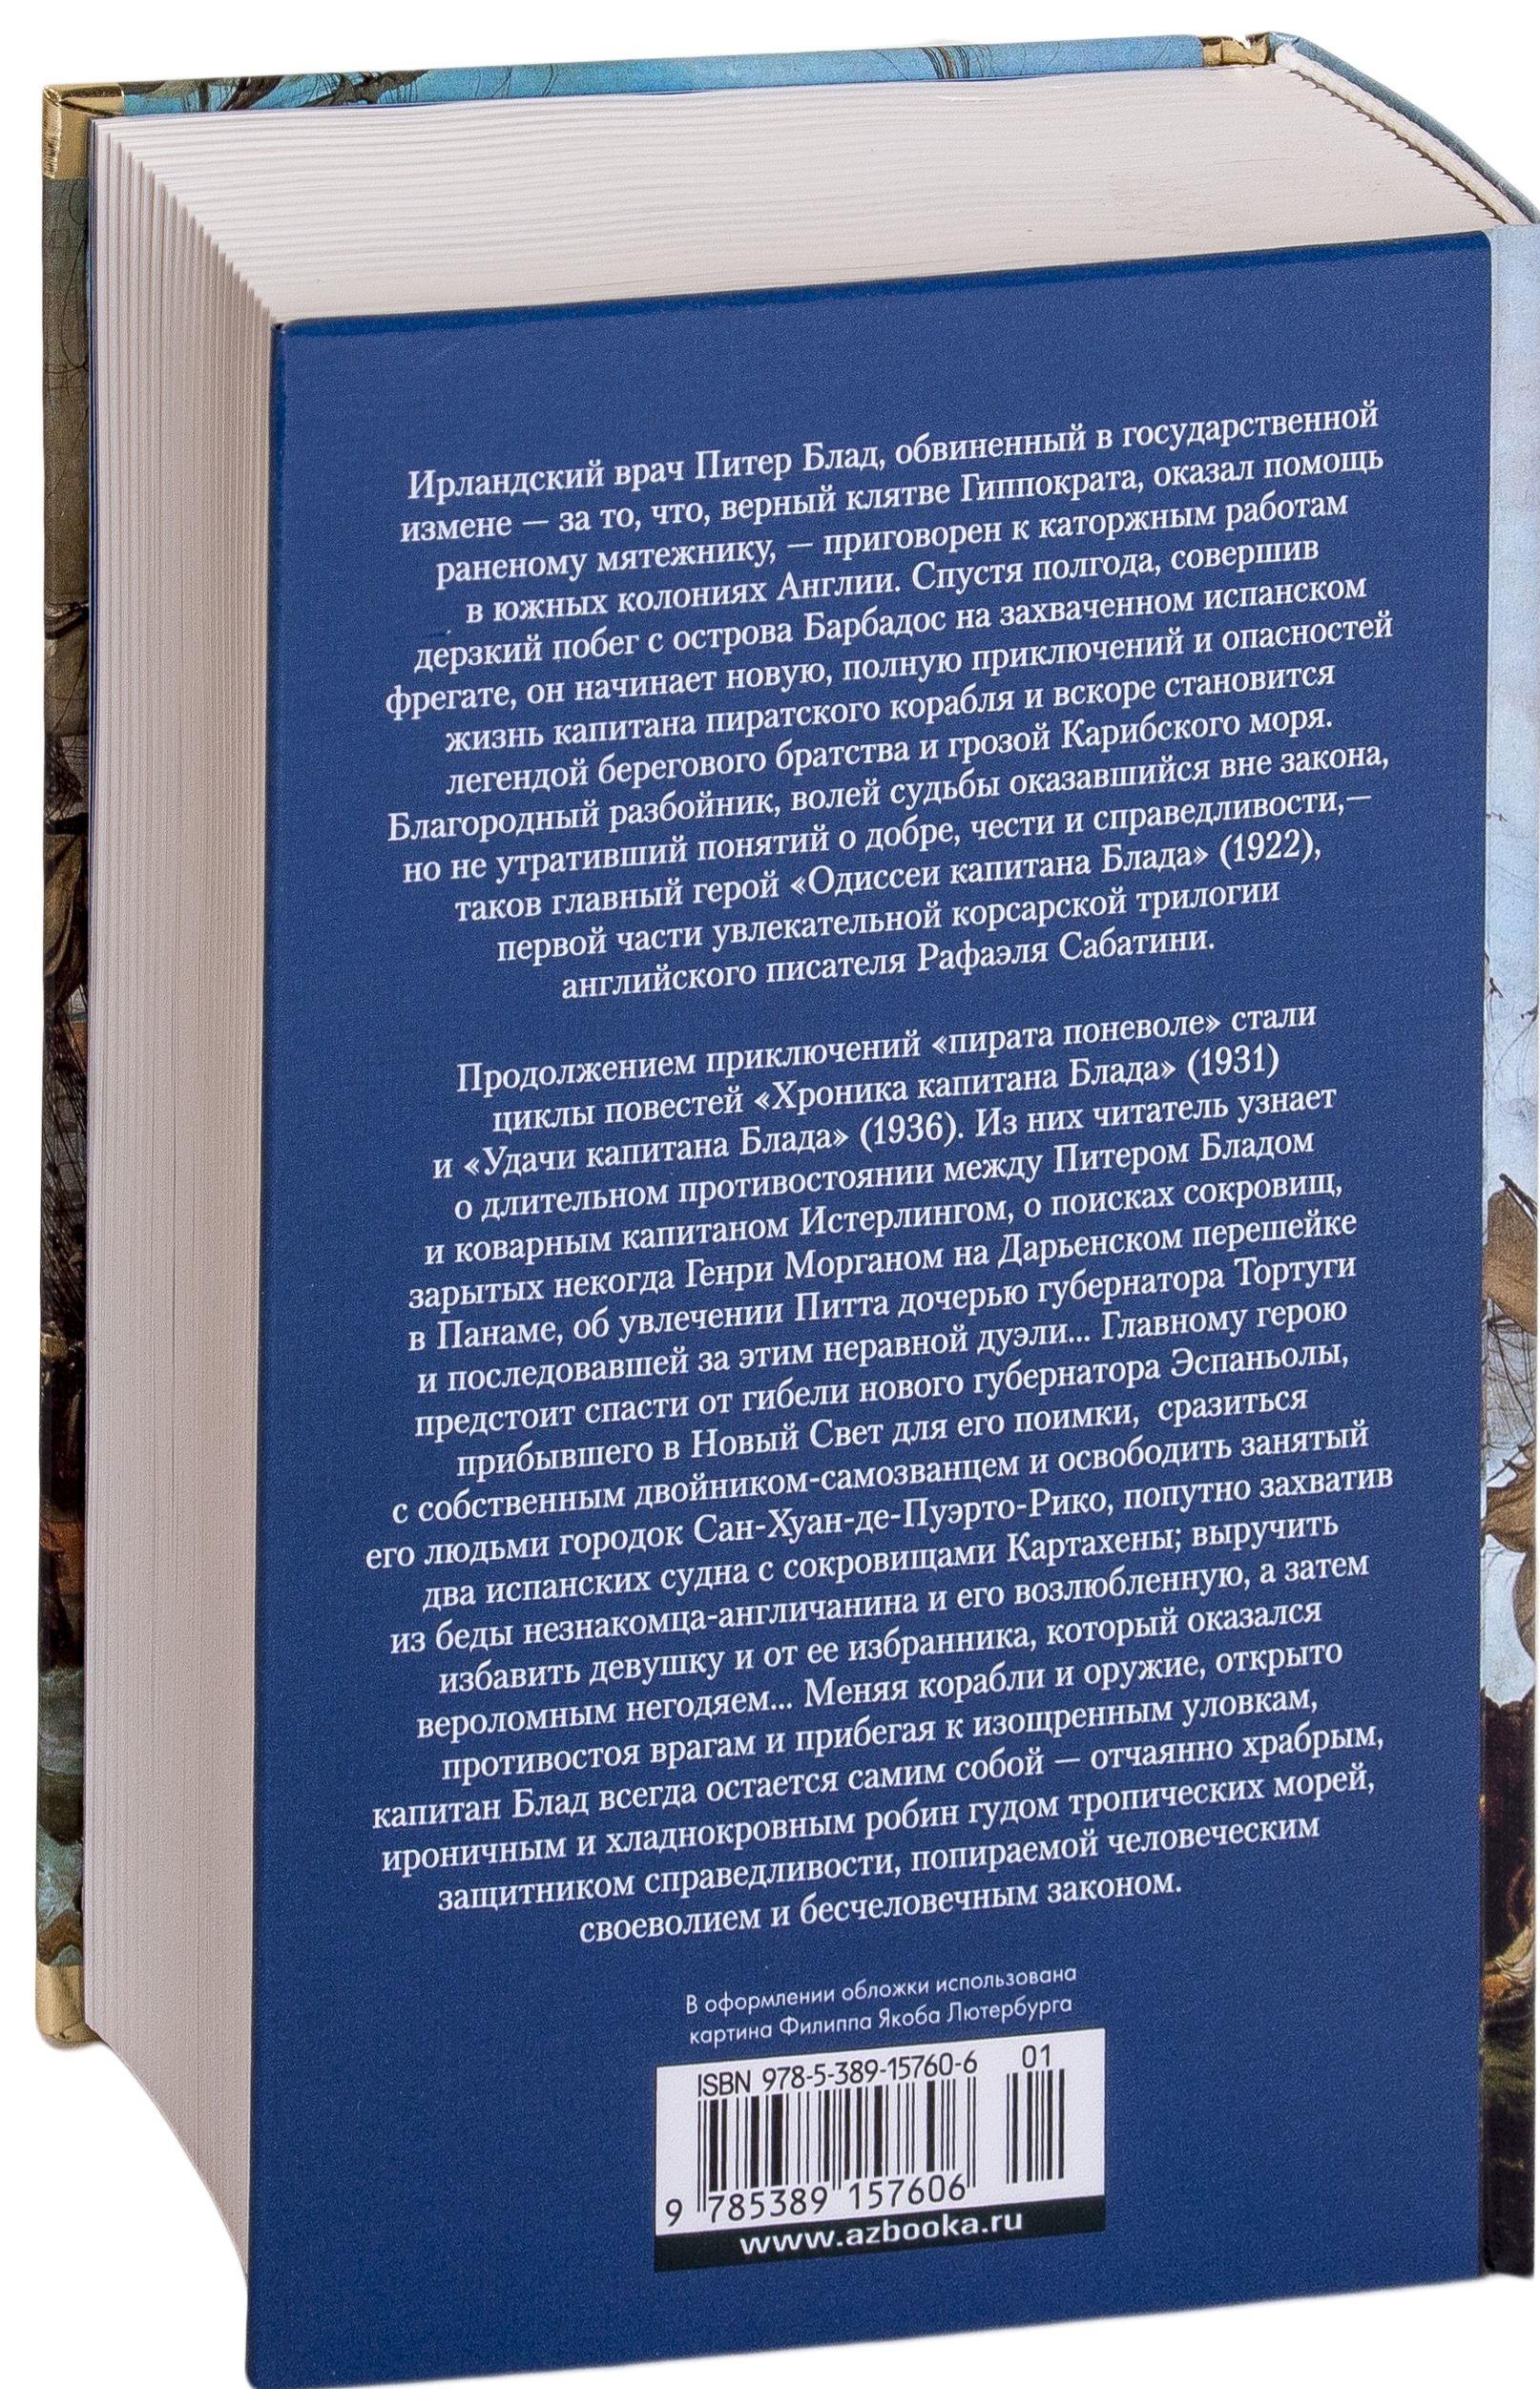 Ирландский врач Питер Блад, обвиненный в государственной
измене — за то, что, верный клятве Гиппократа, оказал помощь
раненому мятежнику, — приговорен к каторжным работам
в южных колониях Англии. Спустя полгода, совершив
дерзкий побег с острова Барбадос на захваченном испанском
фрегате, он начинает новую, полную приключений и опасностей
жизнь капитана пиратского корабля и вскоре становится
легендой берегового братства и грозой Карибского моря.
Благородный разбойник, волей судьбы оказавшийся вне закона,
но не утративший понятий о добре, чести и справедливости,—
таков главный герой «Одиссеи капитана Блада» (1922),
первой части увлекательной корсарской трилогии
английского писателя Рафаэля Сабатини.
Продолжением приключений «пирата поневоле» стали
циклы повестей «Хроника капитана Блада» (1931)
и «Удачи капитана Блада» (1936). Из них читатель узнает
о длительном противостоянии между Питером Бладом
и коварным капитаном Истерлингом, о поисках сокровищ,
зарытых некогда Генри Морганом на Дарьенском перешейке
в Панаме, об увлечении Питта дочерью губернатора Тортуги
и последовавшей за этим неравной дуэли... Главному герою
предстоит спасти от гибели нового губернатора Эспаньолы,
прибывшего в Новый Свет для его поимки, сразиться
с собственным двойником-самозванцем и освободить занятый
его людьми городок Сан-Хуан-де-Пуэрто-Рико, попутно захватив
два испанских судна с сокровищами Картахены; выручить
из беды незнакомца-англичанина и его возлюбленную, а затем
избавить девушку и от ее избранника, который оказался
вероломным негодяем... Меняя корабли и оружие, открыто
противостоя врагам и прибегая к изощренным уловкам,
капитан Блад всегда остается самим собой — отчаянно храбрым,
ироничным и хладнокровным робин гудом тропических морей,
защитником справедливости, попираемой человеческим
своеволием и бесчеловечным законом.
В оформлении обложки использована
картина Филиппа Якоба Лютербурга
ISBN 978-5-389-15760-6 01
9 785389 157606
www.azbooka.ru